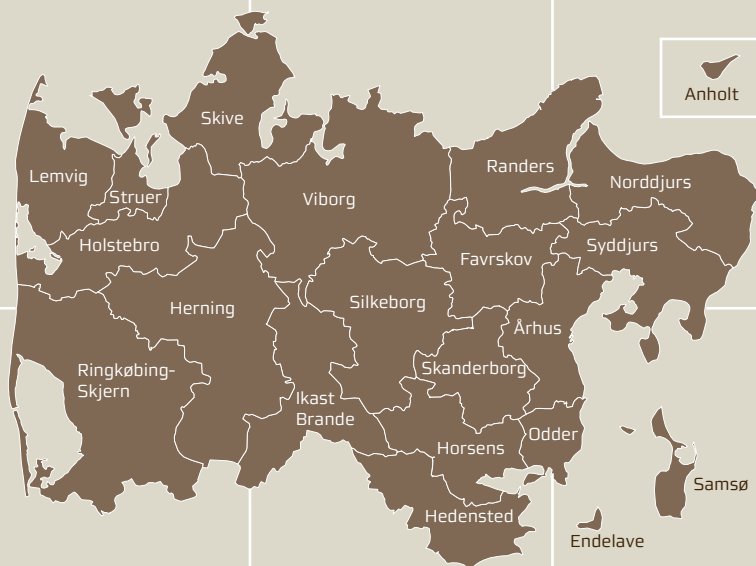 Anholt
Skive
Randers
Lemvig
Norddjurs
Struer
Viborg
Holstebro
Syddjurs
Favrskov
Silkeborg
Herning
Århus
Skanderborg
Ringkøbing-
Skjern
Ikast
Brande
Odder
Horsens
Samsø
Hedensted
Endelave